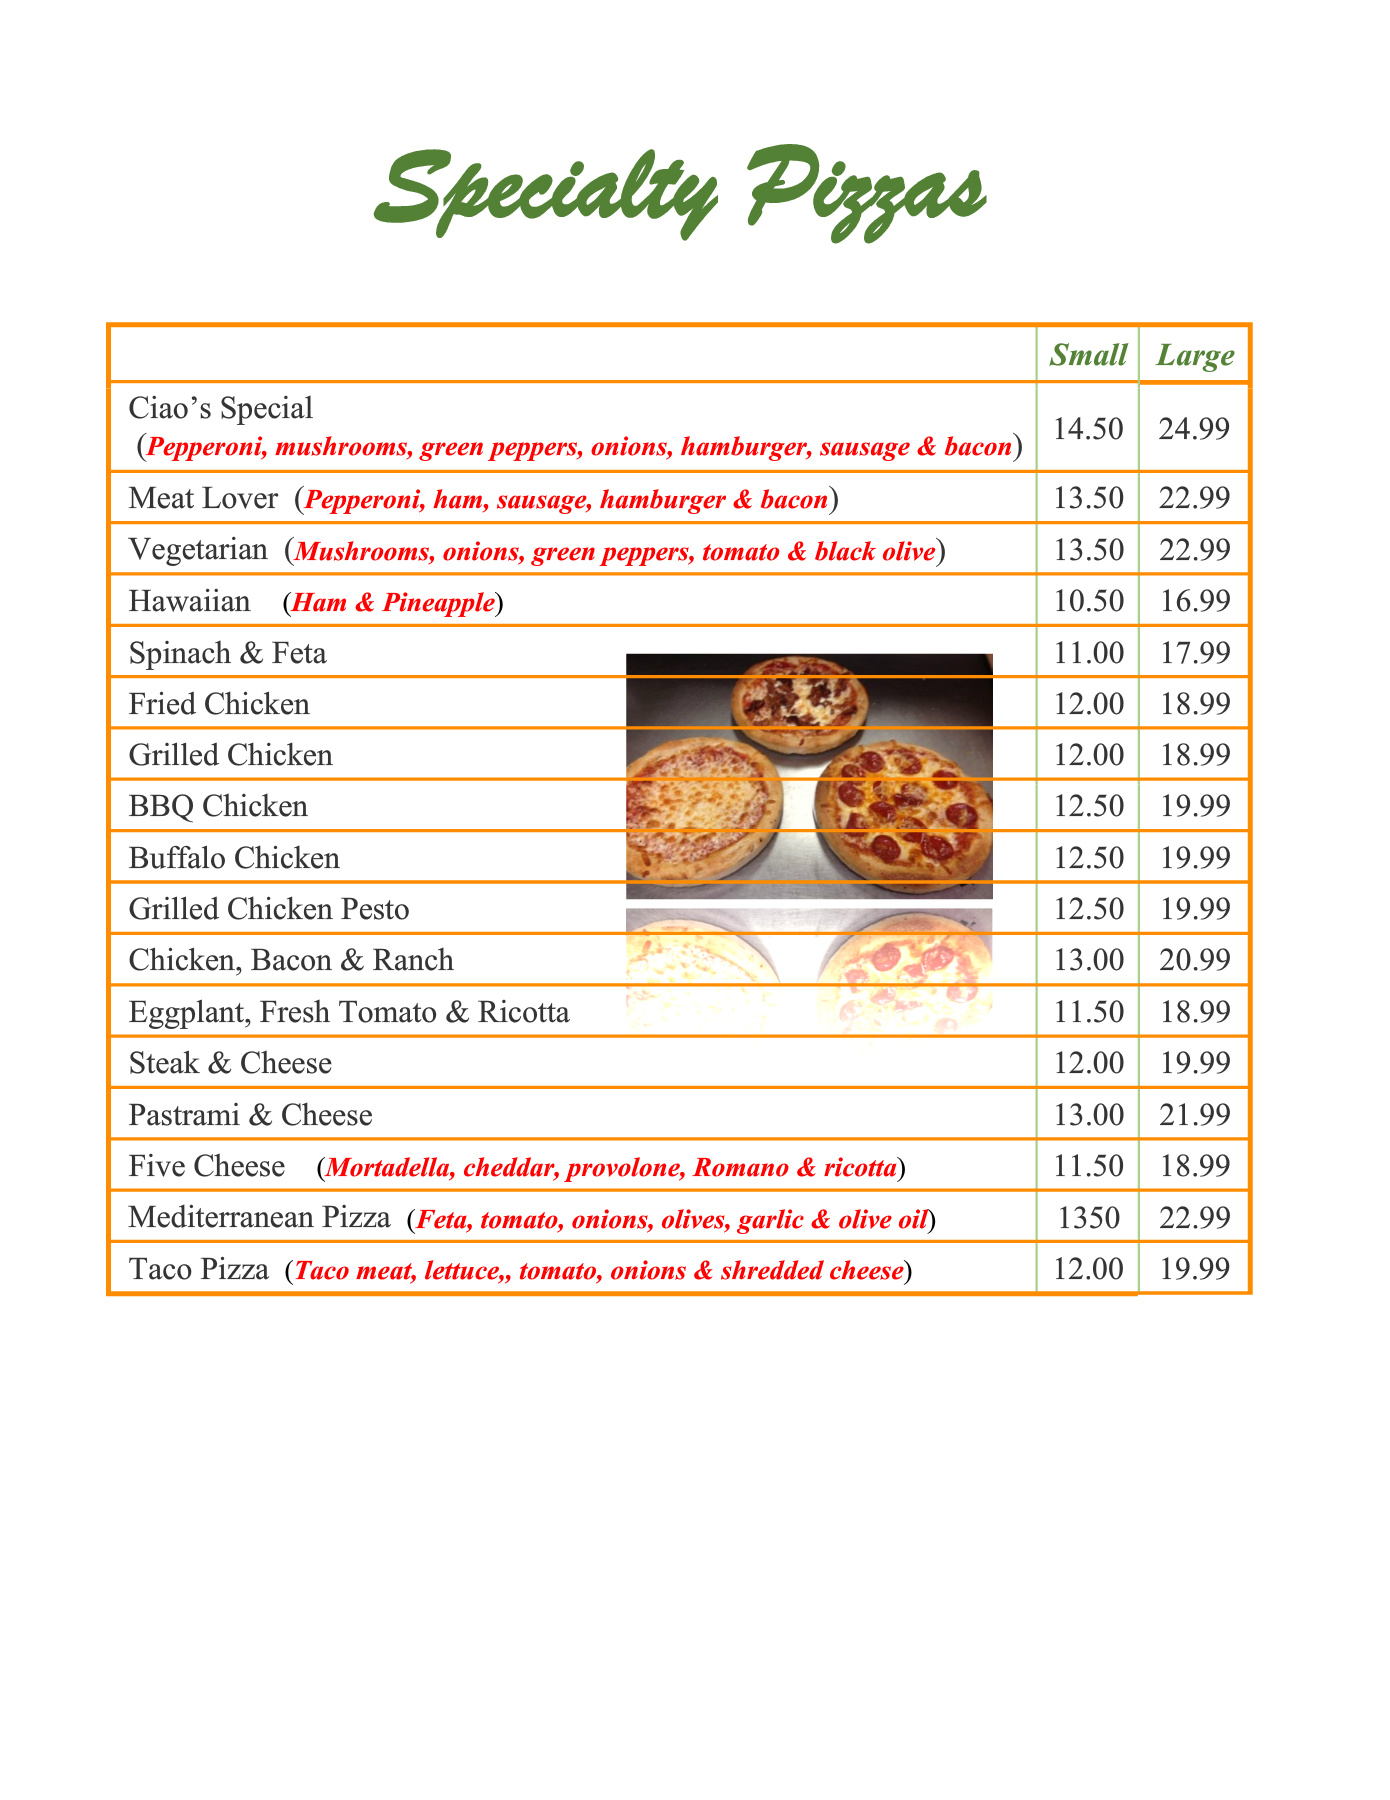 Specialty Pizzas
Small Large
Ciao’s Special
(Pepperoni, mushrooms, green peppers, onions, hamburger, sausage & bacon) 14.50 24.99
Meat Lover (Pepperoni, ham, sausage, hamburger & bacon) 13.50 22.99
Vegetarian (Mushrooms, onions, green peppers, tomato & black olive) 13.50 22.99
Hawaiian (Ham & Pineapple) 10.50 16.99
Spinach & Feta 11.00 17.99
Fried Chicken 12.00 18.99
Grilled Chicken 12.00 18.99
BBQ Chicken 12.50 19.99
Buffalo Chicken 12.50 19.99
Grilled Chicken Pesto 12.50 19.99
Chicken, Bacon & Ranch 13.00 20.99
Eggplant, Fresh Tomato & Ricotta 11.50 18.99
Steak & Cheese 12.00 19.99
Pastrami & Cheese 13.00 21.99
Five Cheese (Mortadella, cheddar, provolone, Romano & ricotta) 11.50 18.99
Mediterranean Pizza (Feta, tomato, onions, olives, garlic & olive oil) 1350 22.99
Taco Pizza (Taco meat, lettuce,, tomato, onions & shredded cheese) 12.00 19.99